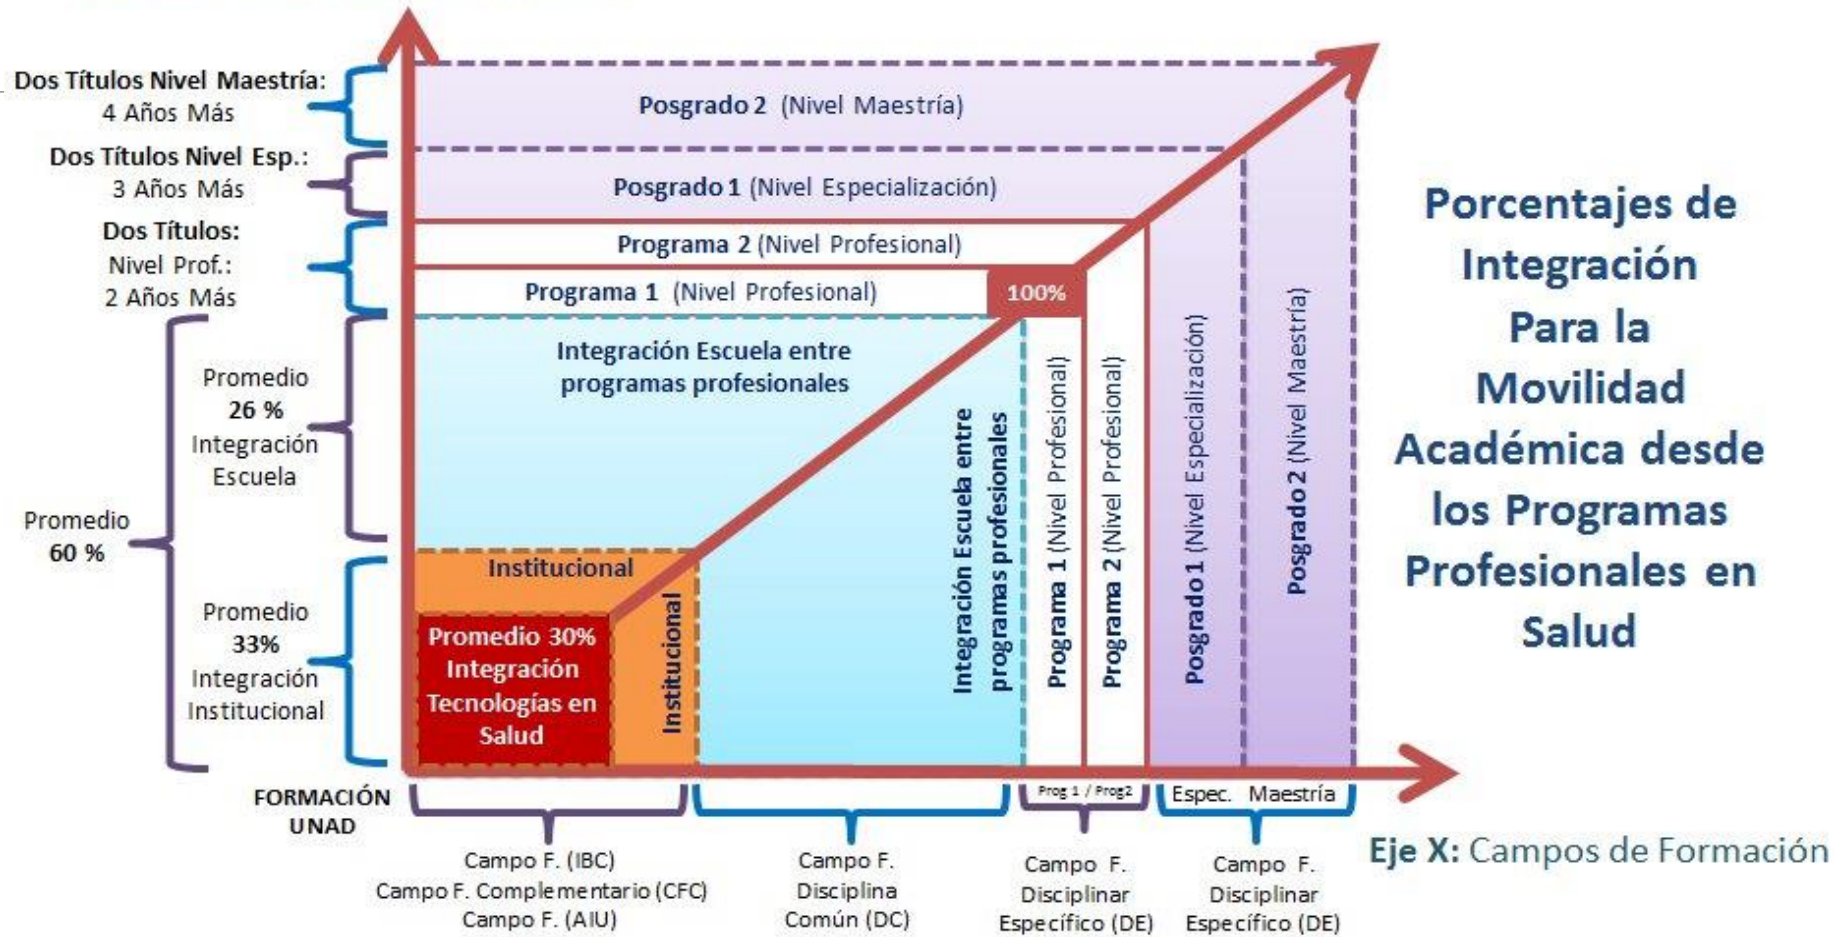 Dos Títulos Nivel Maestría:
4 Años Más
Dos Títulos Nivel Esp.:
3 Años Más
Dos Títulos:
Nivel Prof.:
2 Años Más
Promedio
26 %
Integración
Escuela
Promedio
60 %
Promedio
33%
Integración
Institucional
Posgrado 2 (Nivel Maestría)
Posgrado 1 (Nivel Especialización)
Programa 2 (Nivel Profesional)
Programa 1 (Nivel Profesional)
100%
Integración Escuela entre
programas profesionales
Institucional
Promedio 30%
Integración
Tecnologías en
Salud
Institucional
Integración Escuela entre
programas profesionales
Programa 1 (Nivel Profesional)
Programa 2 (Nivel Profesional)
Posgrado 1 (Nivel Especialización)
Posgrado 2 (Nivel Maestría)
Porcentajes de
Integración
Para la
Movilidad
Académica desde
los Programas
Profesionales en
Salud
FORMACIÓN
UNAD
Prog 1 / Prog2
Espec. Maestría
Campo F. (IBC)
Campo F. Complementario (CFC)
Campo F. (AIU)
Campo F.
Disciplina
Común (DC)
Campo F.
Disciplinar
Específico (DE)
Campo F.
Disciplinar
Específico (DE)
Eje X: Campos de Formación